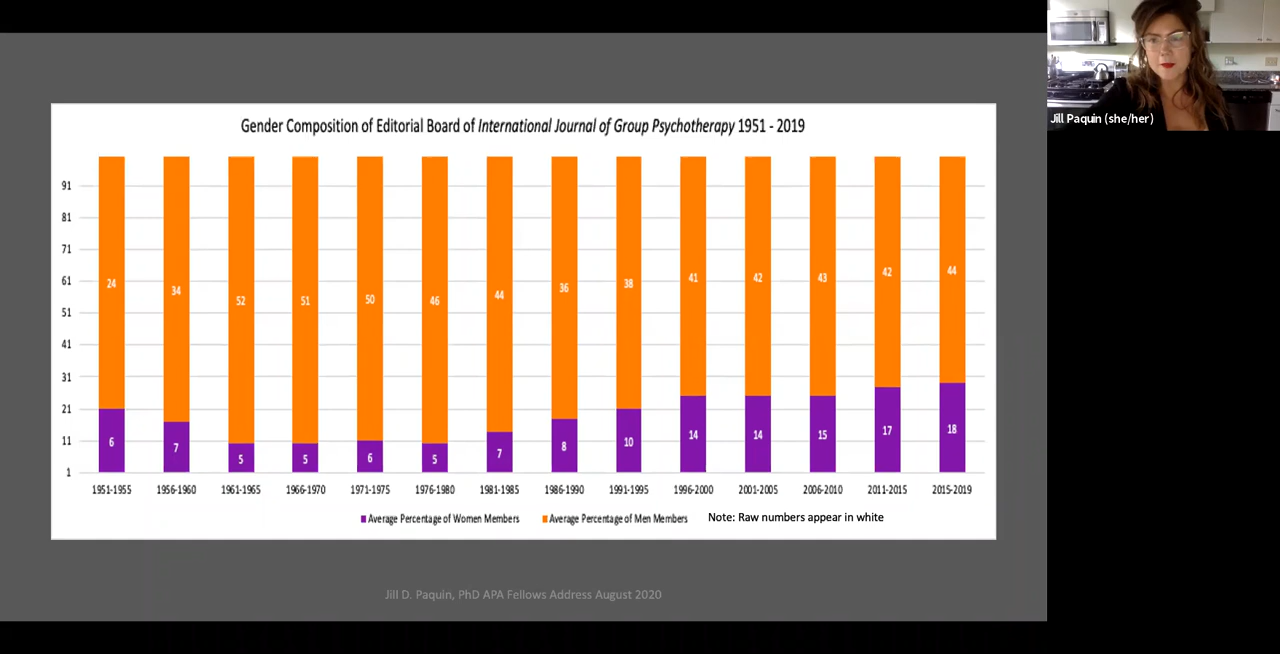 Gender Composition of Editorial Board of International Journal of Group Psychotherapy 1951 - 2019
91
81
71
61
51
41
31
21
11
1
24 34 52 51 50 46 44 36 38 41 42 43 42 44
6 7 5 5 6 5 7 8 10 14 14 15 17 18
1951-1955 1956-1960 1961-1965 1966-1970 1971-1975 1976-1980 1981-1985 1986-1990 1991-1995 1996-2000 2001-2005 2006-2010 2011-2015 2015-2019
Average Percentage of Women Members Average Percentage of Men Members Note: Raw numbers appear in white
Jill D. Paquin, PhD APA Fellows Address August 2020
Jill Paquin (she/her)